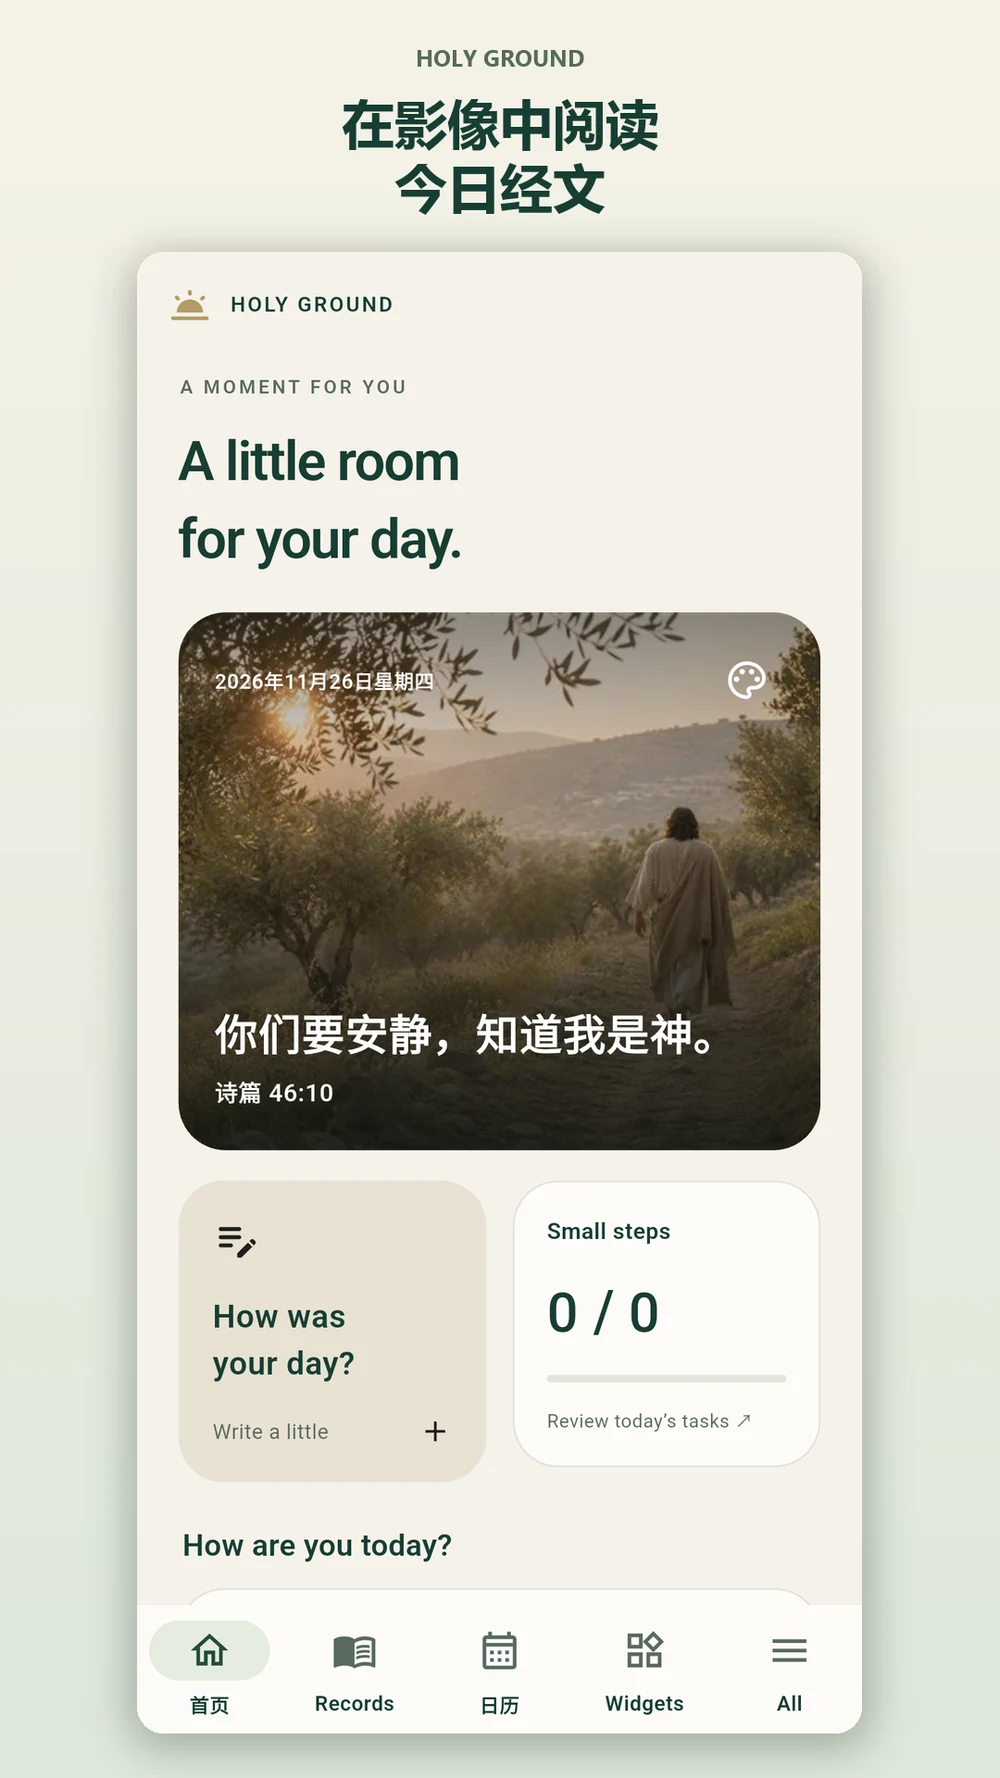 HOLY GROUND
在影像中阅读
今日经文
HOLY GROUND
A MOMENT FOR YOU
A little room
for your day.
2026年11月26日星期四
你们要安静，知道我是神。
诗篇 46:10
How was
your day?
Write a little
Small steps
0 / 0
Review today’s tasks ↗
How are you today?
首页
Records
日历
Widgets
All